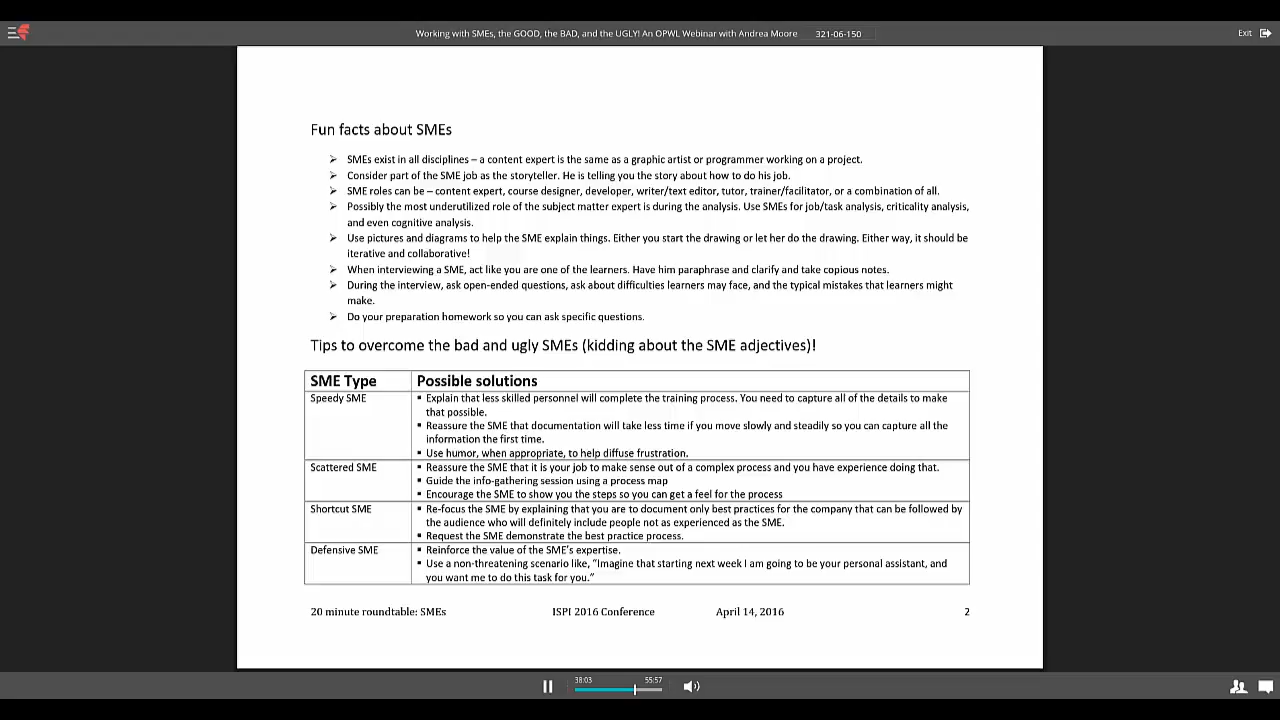 Working with SMEs, the GOOD, the BAD, and the UGLY! An OPWL Webinar with Andrea Moore 321-06-150 Exit
Fun facts about SMEs
➢ SMEs exist in all disciplines – a content expert is the same as a graphic artist or programmer working on a project.
➢ Consider part of the SME job as the storyteller. He is telling you the story about how to do his job.
➢ SME roles can be – content expert, course designer, developer, writer/text editor, tutor, trainer/facilitator, or a combination of all.
➢ Possibly the most underutilized role of the subject matter expert is during the analysis. Use SMEs for job/task analysis, criticality analysis,
and even cognitive analysis.
➢ Use pictures and diagrams to help the SME explain things. Either you start the drawing or let her do the drawing. Either way, it should be
iterative and collaborative!
➢ When interviewing a SME, act like you are one of the learners. Have him paraphrase and clarify and take copious notes.
➢ During the interview, ask open-ended questions, ask about difficulties learners may face, and the typical mistakes that learners might
make.
➢ Do your preparation homework so you can ask specific questions.
Tips to overcome the bad and ugly SMEs (kidding about the SME adjectives)!
SME Type Possible solutions
Speedy SME ▪ Explain that less skilled personnel will complete the training process. You need to capture all of the details to make
that possible.
▪ Reassure the SME that documentation will take less time if you move slowly and steadily so you can capture all the
information the first time.
▪ Use humor, when appropriate, to help diffuse frustration.
Scattered SME ▪ Reassure the SME that it is your job to make sense out of a complex process and you have experience doing that.
▪ Guide the info-gathering session using a process map
▪ Encourage the SME to show you the steps so you can get a feel for the process
Shortcut SME ▪ Re-focus the SME by explaining that you are to document only best practices for the company that can be followed by
the audience who will definitely include people not as experienced as the SME.
▪ Request the SME demonstrate the best practice process.
Defensive SME ▪ Reinforce the value of the SME's expertise.
▪ Use a non-threatening scenario like, "Imagine that starting next week I am going to be your personal assistant, and
you want me to do this task for you."
20 minute roundtable: SMEs ISPI 2016 Conference April 14, 2016 2
38:03 55:57